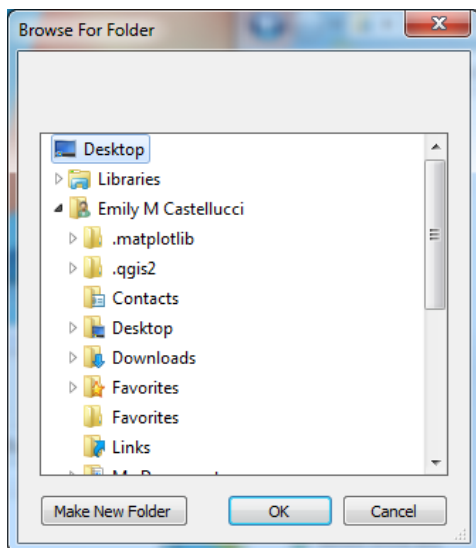 Browse For Folder
Desktop
Libraries
Emily M Castellucci
.matplotlib
.qgis2
Contacts
Desktop
Downloads
Favorites
Favorites
Links
Make New Folder
OK
Cancel